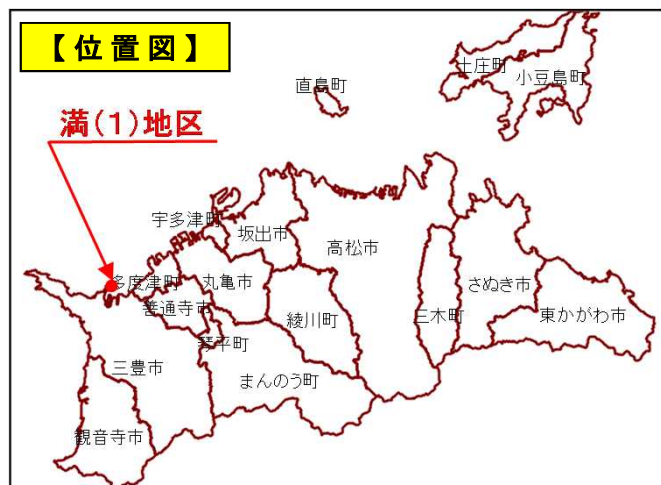 【位置図】
土庄町
小豆島町
直島町
満(1)地区
宇多津町
坂出市
高松市
多度津町
丸亀市
さぬき市
善通寺市
綾川町
三木町
東かがわ市
琴平町
三豊市
まんのう町
観音寺市